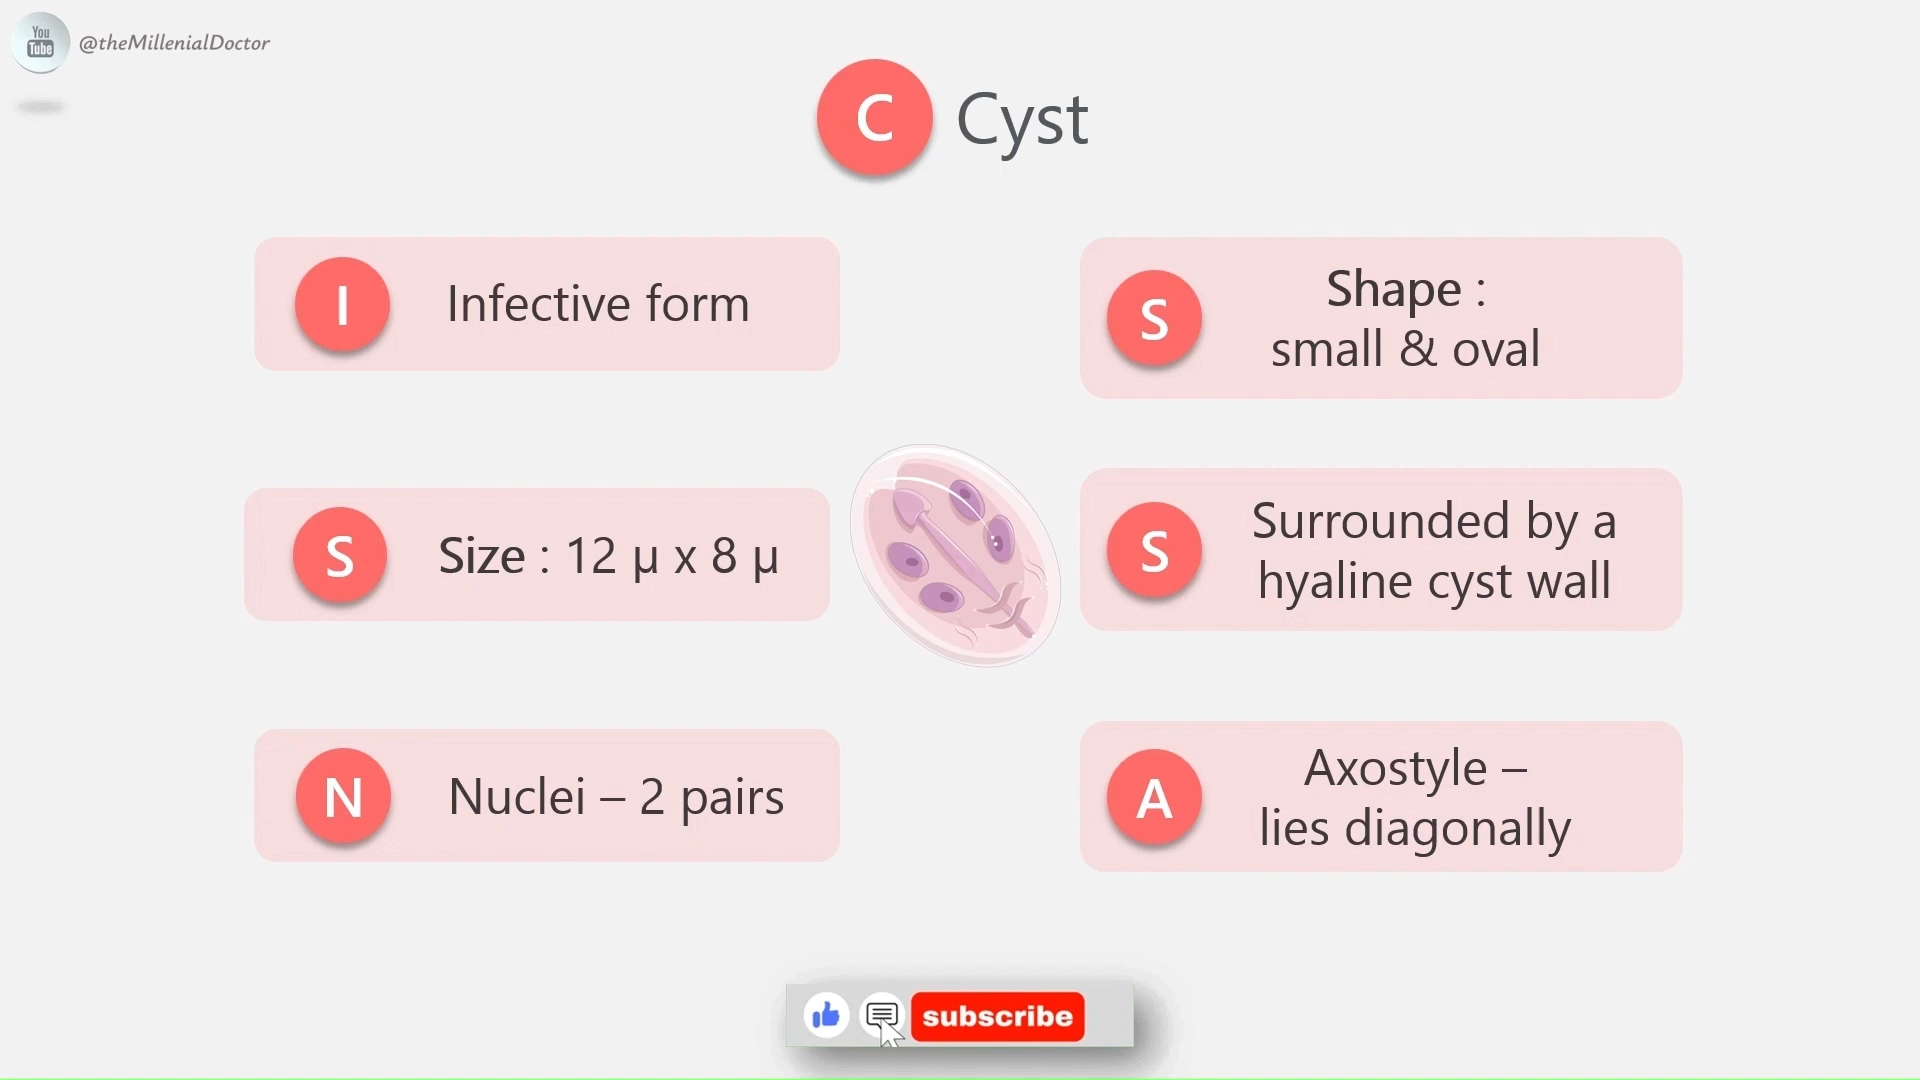 You
Tube
@theMillenialDoctor
C
Cyst
I
Infective form
S
Shape :
small & oval
S
Size : 12 µ x 8 µ
S
Surrounded by a
hyaline cyst wall
N
Nuclei – 2 pairs
A
Axostyle –
lies diagonally
subscribe